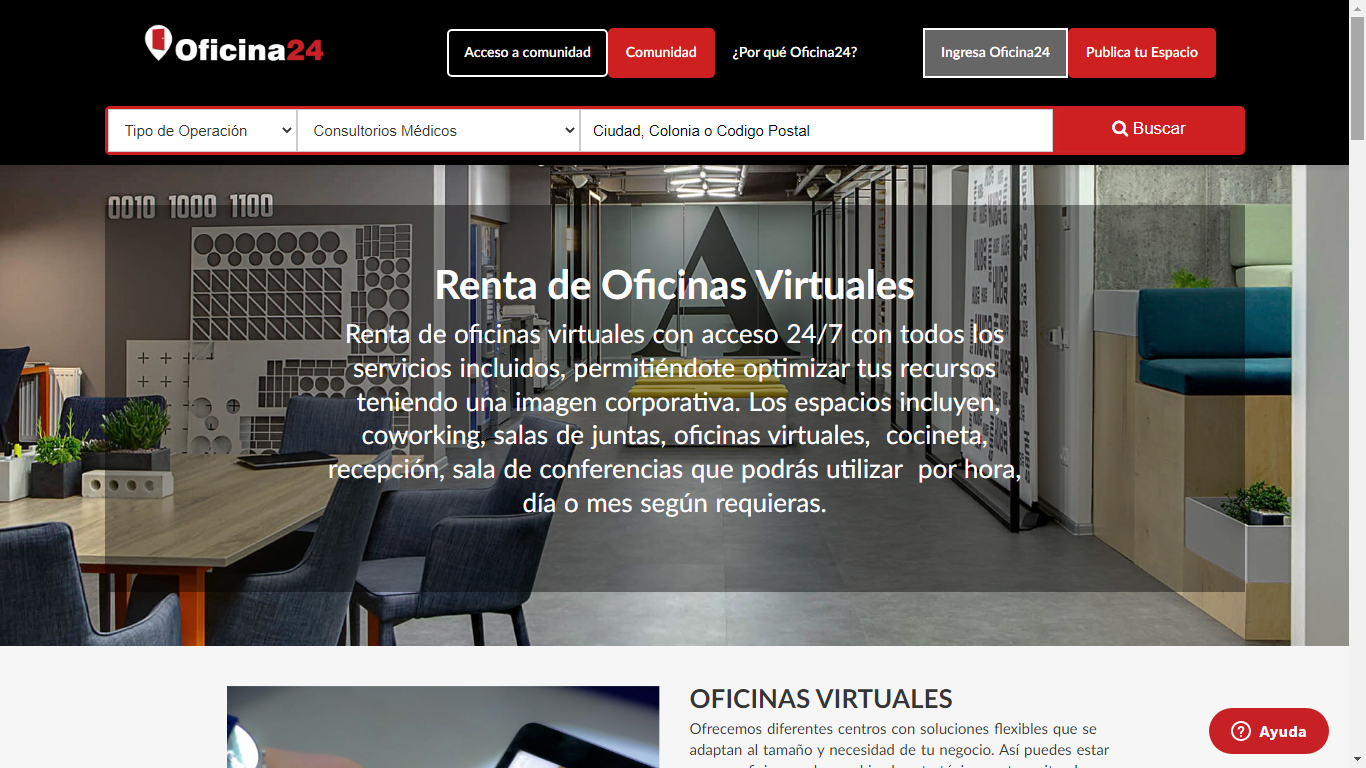 Oficina24
Acceso a comunidad
Comunidad
¿Por qué Oficina24?
Ingresa Oficina24
Publica tu Espacio
Tipo de Operación
Consultorios Médicos
Ciudad, Colonia o Codigo Postal
Buscar
0010 1000 1100
A
Renta de Oficinas Virtuales
Renta de oficinas virtuales con acceso 24/7 con todos los
servicios incluidos, permitiéndote optimizar tus recursos
teniendo una imagen corporativa. Los espacios incluyen,
coworking, salas de juntas, oficinas virtuales, cocineta,
recepción, sala de conferencias que podrás utilizar por hora,
día o mes según requieras.
OFICINAS VIRTUALES
Ofrecemos diferentes centros con soluciones flexibles que se
adaptan al tamaño y necesidad de tu negocio. Así puedes estar
Ayuda